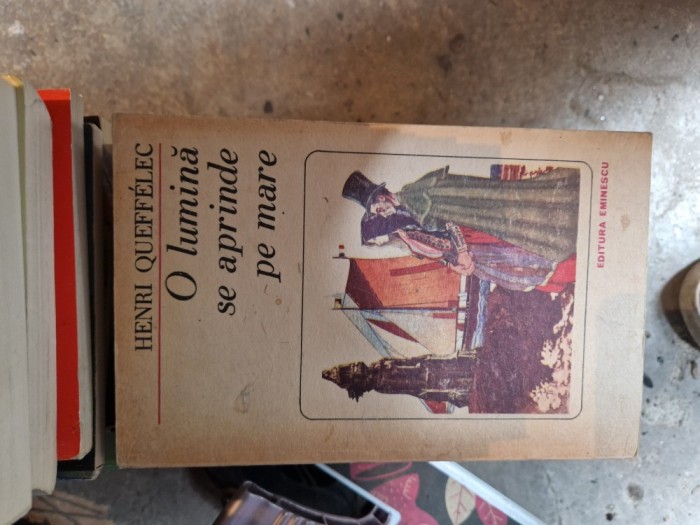 HENRI QUEFFÉLEC
O lumină
se aprinde
pe mare
EDITURA EMINESCU